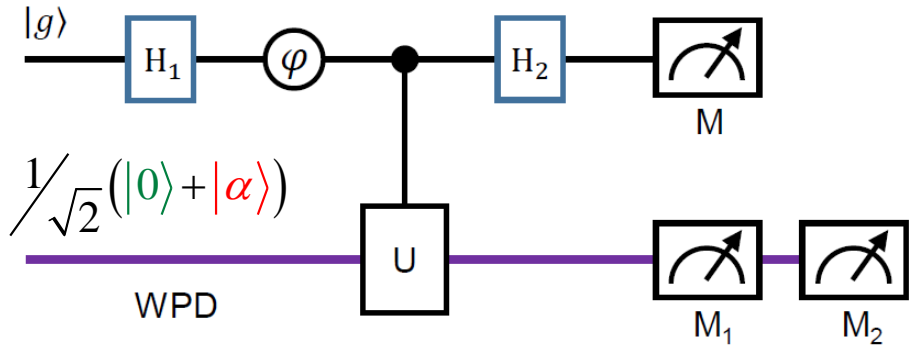 |g⟩
H₁ φ H₂
M
1/√2(|0⟩+|α⟩)
U
WPD
M₁ M₂